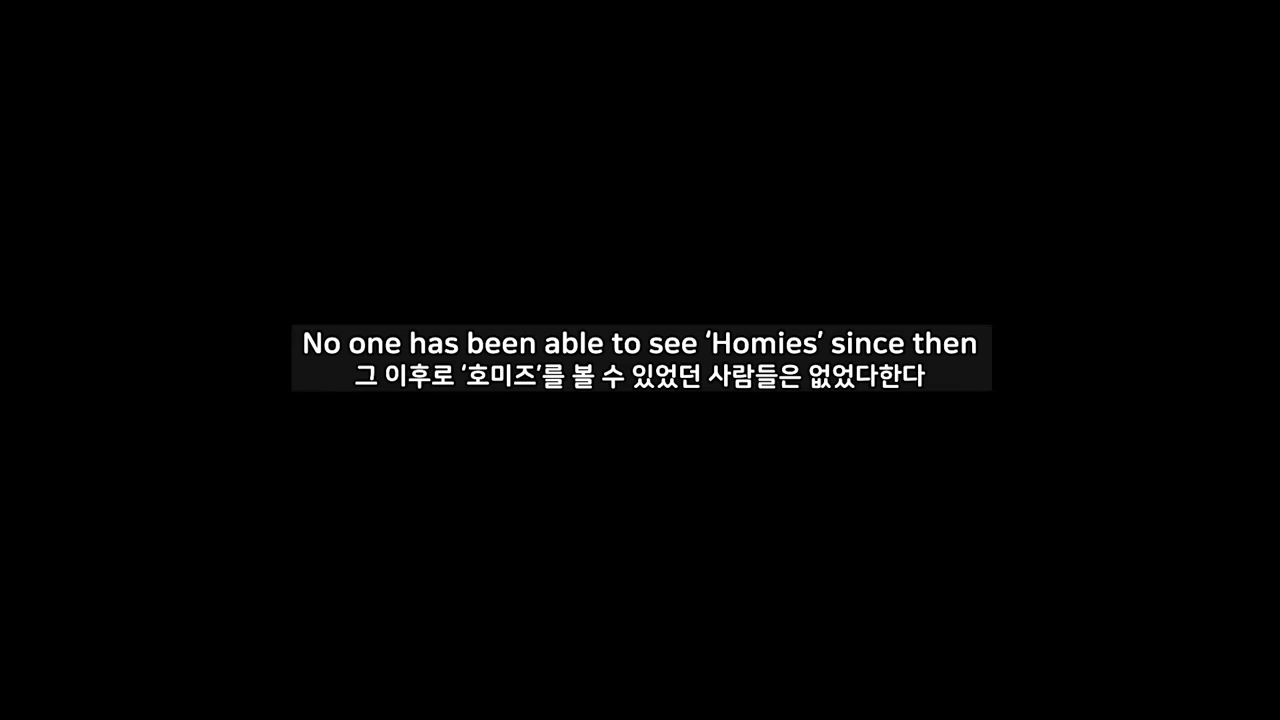 No one has been able to see ‘Homies’ since then
그 이후로 ‘호미즈’를 볼 수 있었던 사람들은 없었다한다